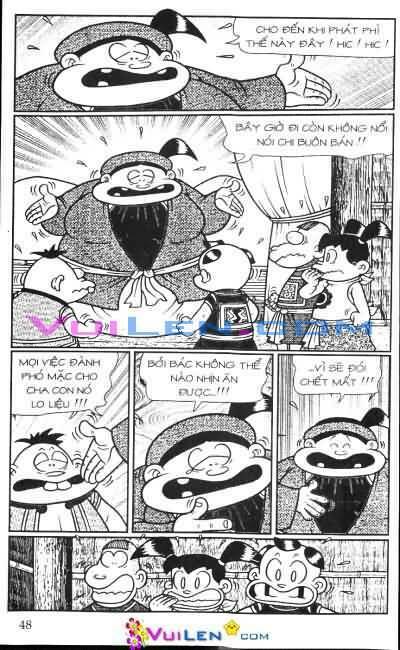 CHO ĐẾN KHI PHÁT PHÌ
THẾ NÀY ĐÂY ! HIC ! HIC !
BÂY GIỜ ĐI CÒN KHÔNG NỔI
NÓI CHI BUÔN BÁN !!
VUILEN.COM
MỌI VIỆC ĐÀNH
PHÓ MẶC CHO
CHA CON NÓ
LO LIỆU !!!
BỞI BÁC KHÔNG THỂ
NÀO NHỊN ĂN
ĐƯỢC...!!!
...VÌ SẼ ĐÓI
CHẾT MẤT !!!
48
VUILEN.COM